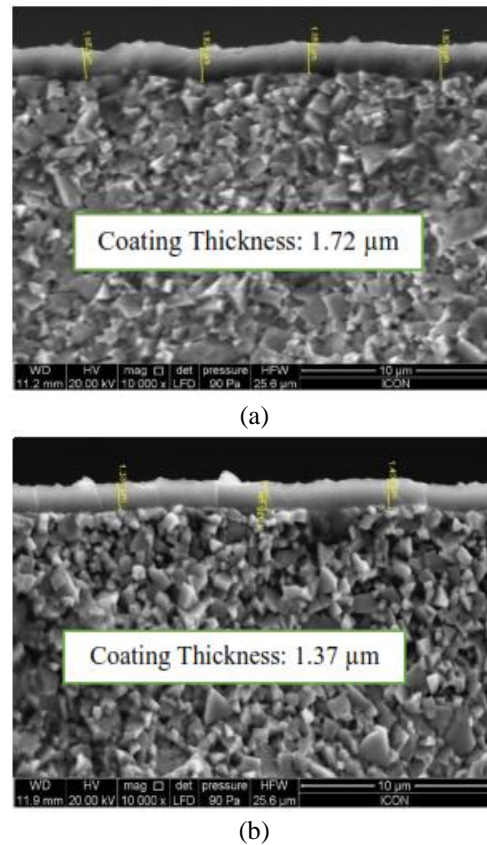 Coating Thickness: 1.72 µm
WD HV mag det pressure HFW 10 µm
11.2 mm 20.00 kV 10 000 x LFD 90 Pa 25.6 µm ICON
(a)
Coating Thickness: 1.37 µm
WD HV mag det pressure HFW 10 µm
11.9 mm 20.00 kV 10 000 x LFD 90 Pa 25.6 µm ICON
(b)